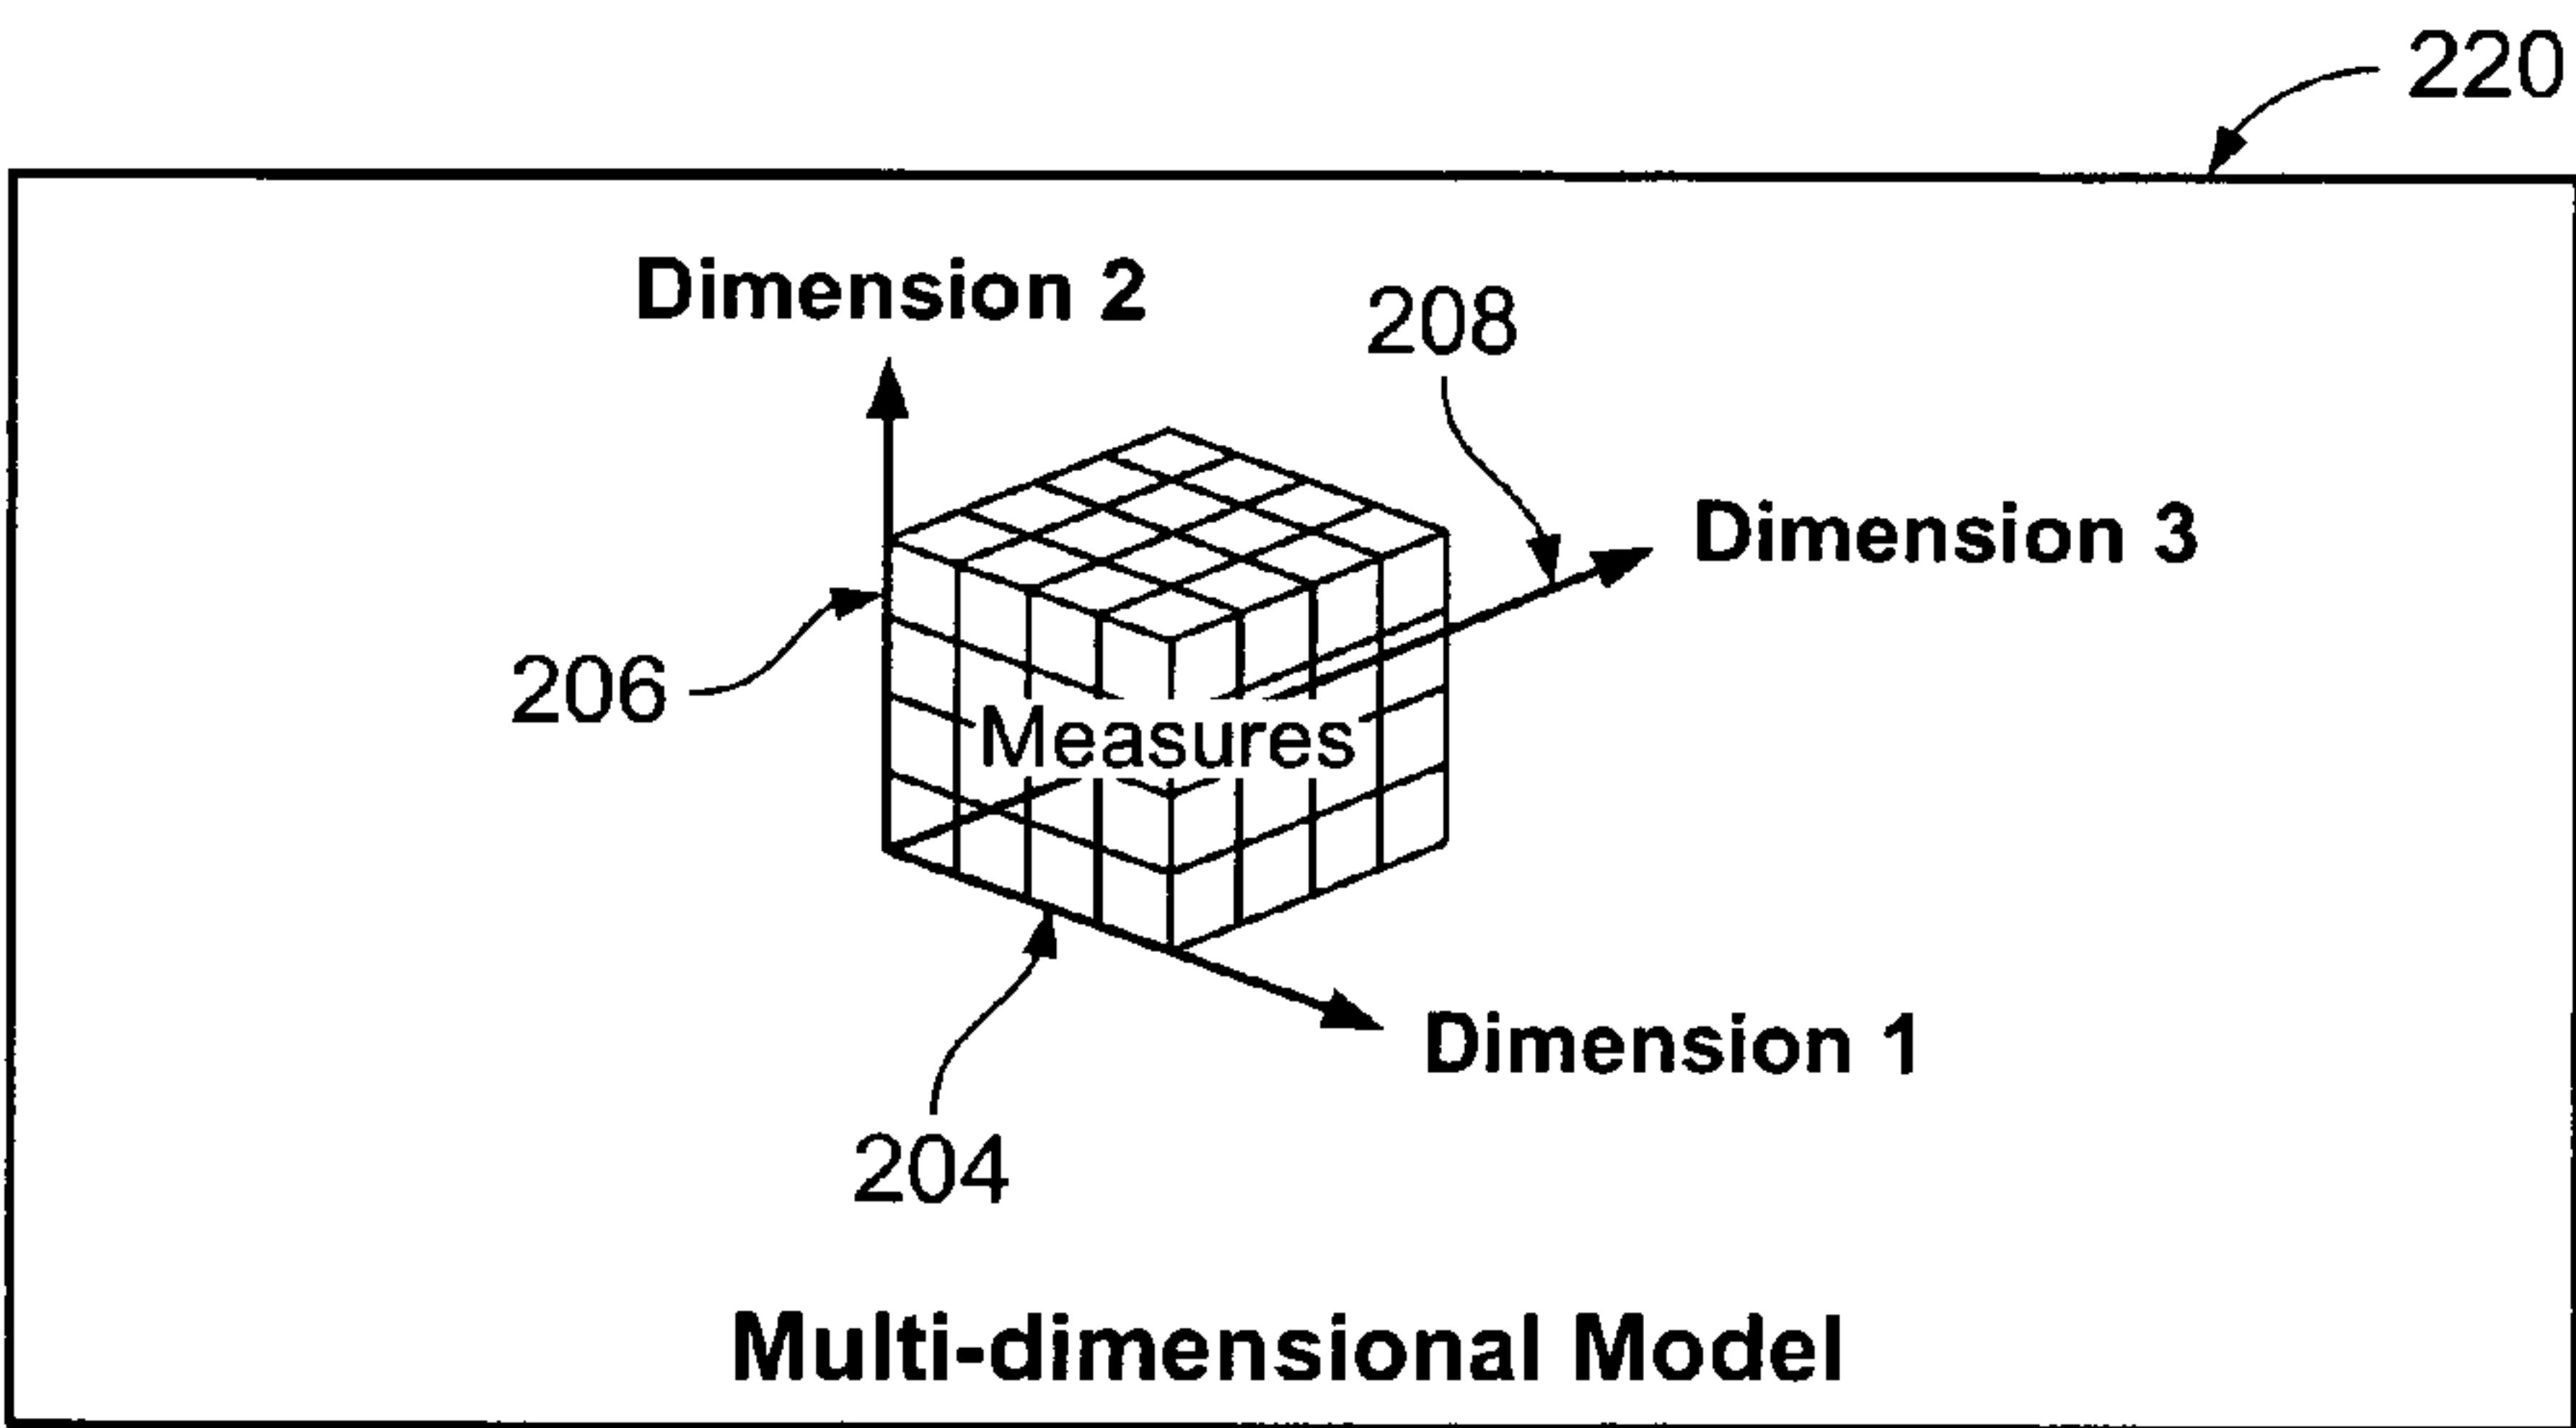 220
Dimension 2
208
Dimension 3
206
Measures
Dimension 1
204
Multi-dimensional Model